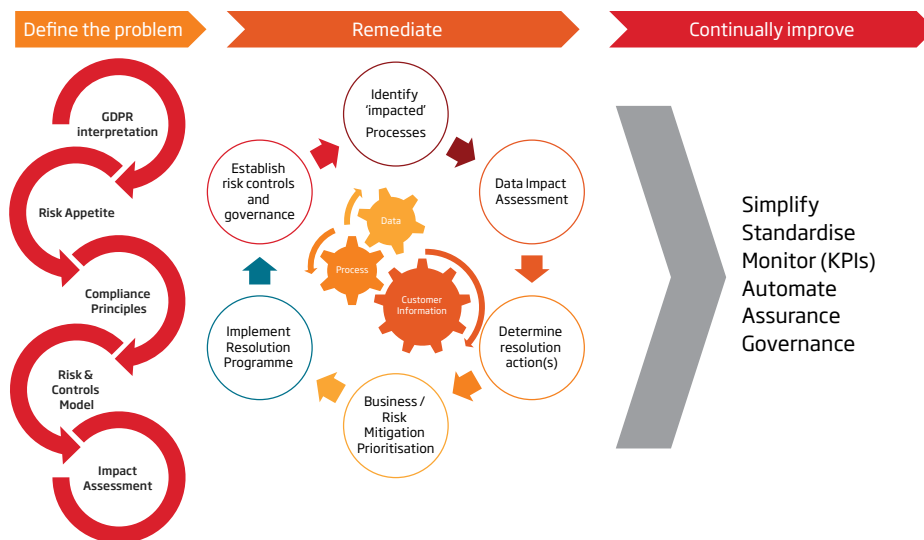 Define the problem
Remediate
Continually improve
GDPR
interpretation
Risk Appetite
Compliance
Principles
Risk &
Controls
Model
Impact
Assessment
Identify
'impacted'
Processes
Data Impact
Assessment
Determine
resolution
action(s)
Business /
Risk
Mitigation
Prioritisation
Implement
Resolution
Programme
Establish
risk controls
and
governance
Data
Process
Customer
Information
Simplify
Standardise
Monitor (KPIs)
Automate
Assurance
Governance